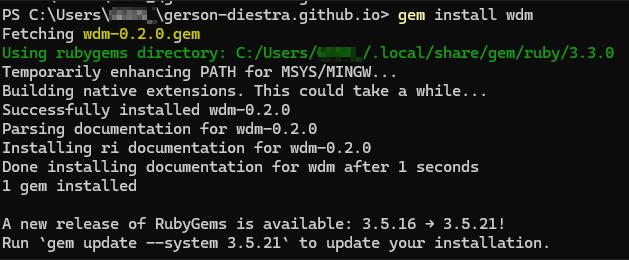 PS C:\Users\ \gerson-diestra.github.io> gem install wdm
Fetching wdm-0.2.0.gem
Using rubygems directory: C:/Users/ /.local/share/gem/ruby/3.3.0
Temporarily enhancing PATH for MSYS/MINGW...
Building native extensions. This could take a while...
Successfully installed wdm-0.2.0
Parsing documentation for wdm-0.2.0
Installing ri documentation for wdm-0.2.0
Done installing documentation for wdm after 1 seconds
1 gem installed
A new release of RubyGems is available: 3.5.16 → 3.5.21!
Run `gem update --system 3.5.21` to update your installation.